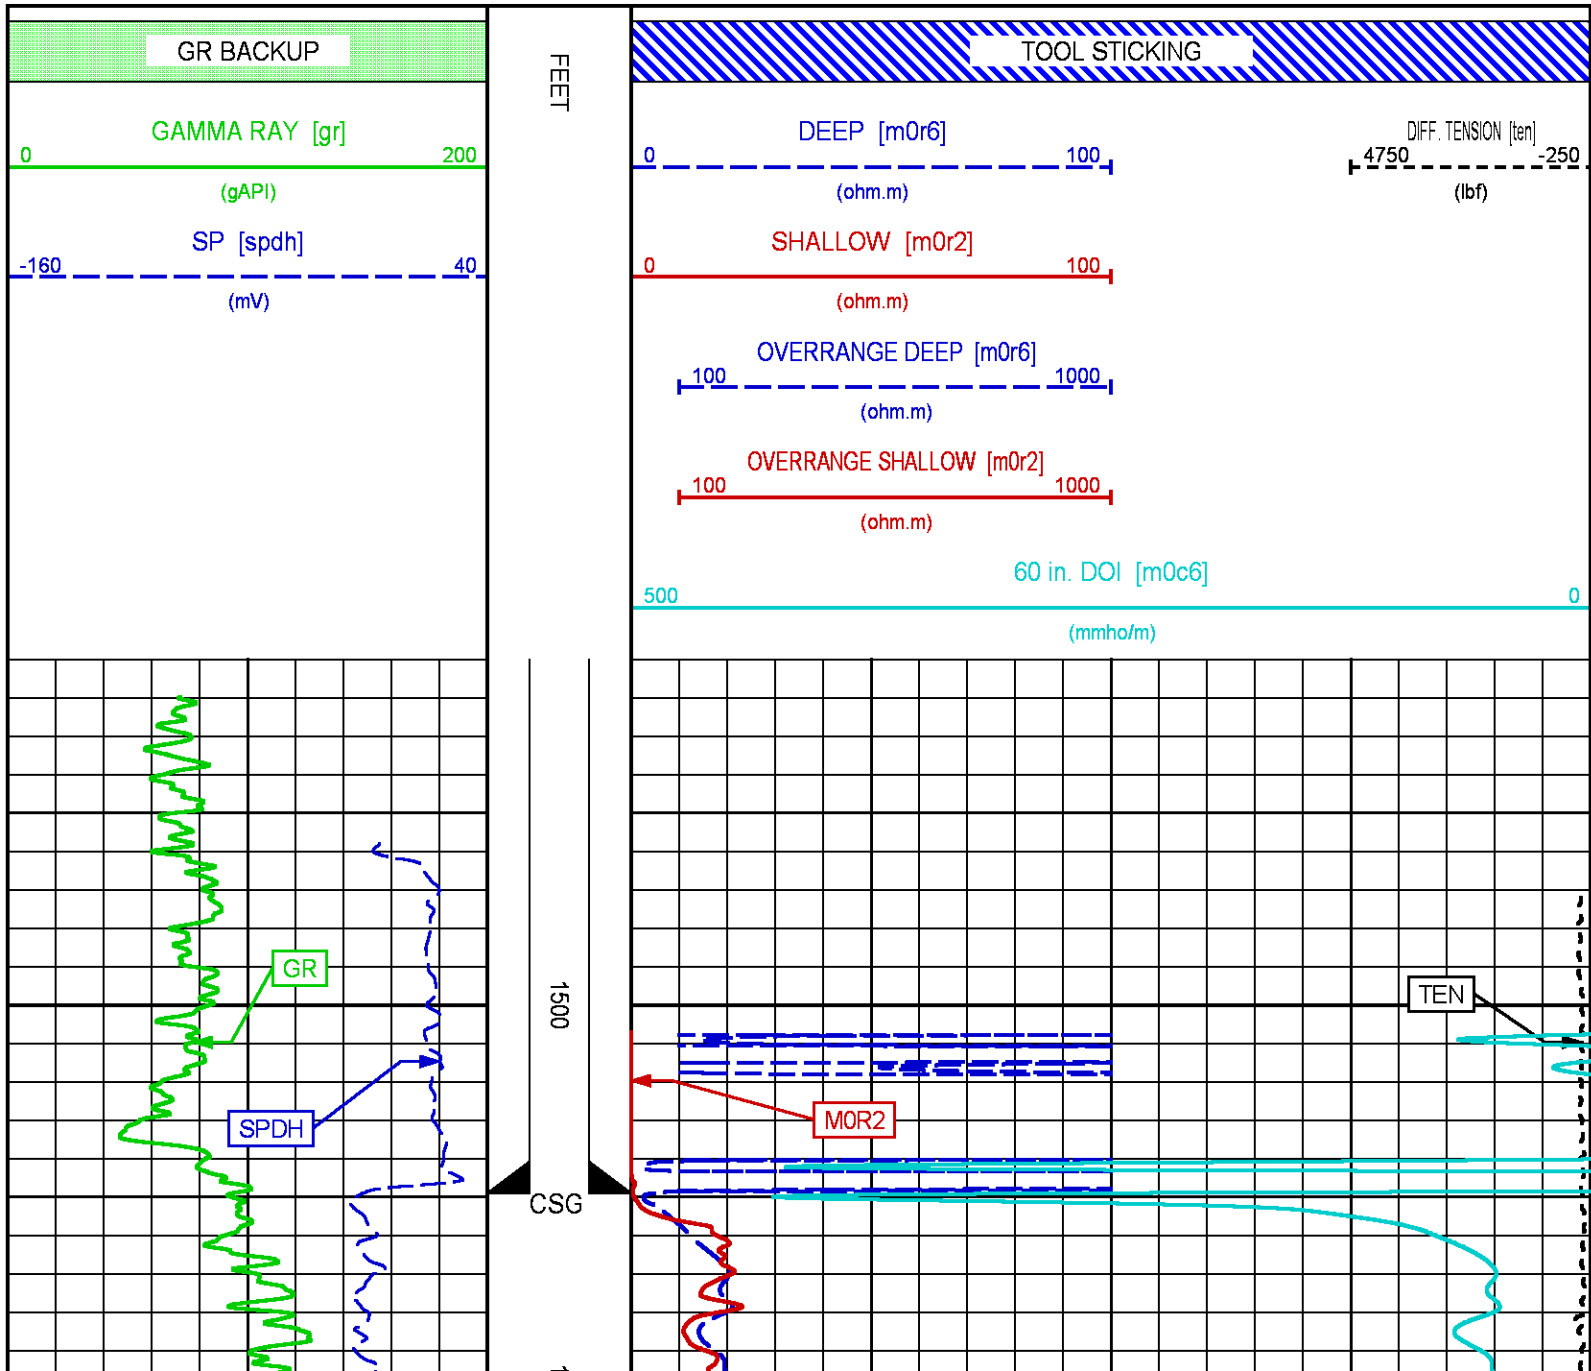 GR BACKUP
FEET
TOOL STICKING
GAMMA RAY [gr]
0 200
(gAPI)
SP [spdh]
-160 40
(mV)
DEEP [m0r6]
0 100
(ohm.m)
DIFF. TENSION [ten]
4750 -250
(lbf)
SHALLOW [m0r2]
0 100
(ohm.m)
OVERRANGE DEEP [m0r6]
100 1000
(ohm.m)
OVERRANGE SHALLOW [m0r2]
100 1000
(ohm.m)
60 in. DOI [m0c6]
500 0
(mmho/m)
GR
1500
TEN
SPDH
M0R2
CSG